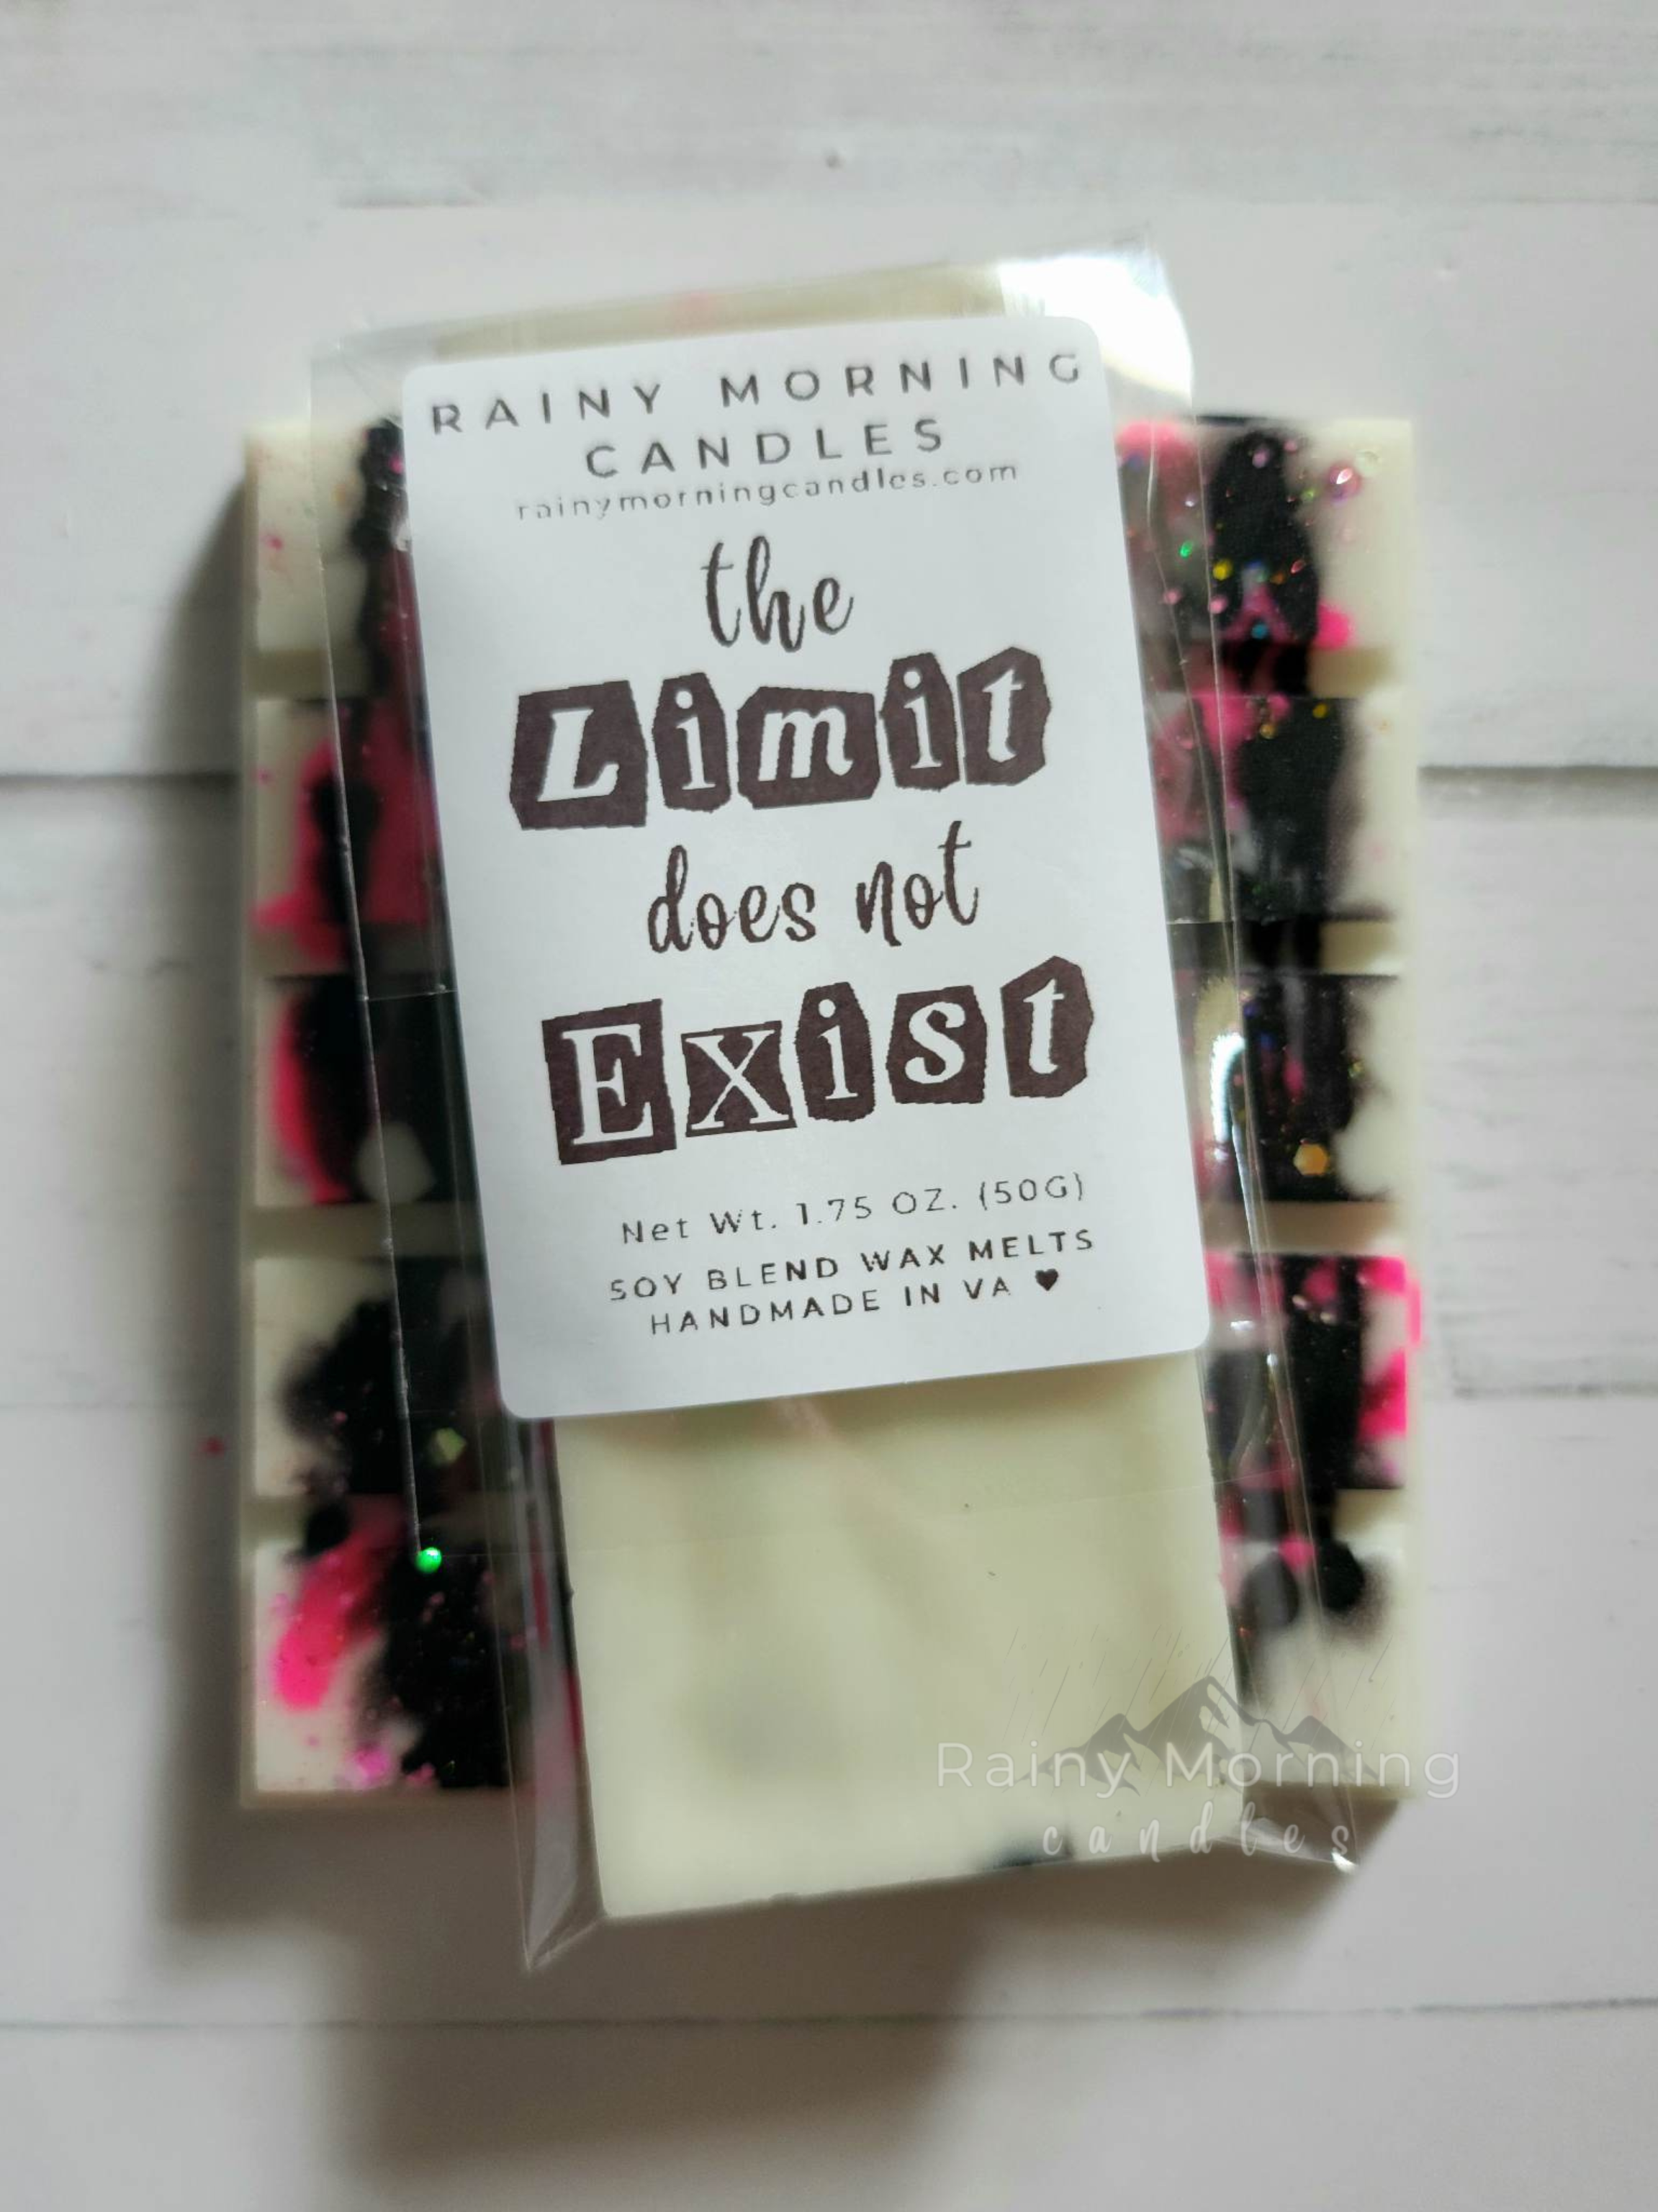 RAINY MORNING
CANDLES
rainymorningcandles.com
the
Limit
does not
Exist
Net Wt. 1.75 OZ. (50G)
SOY BLEND WAX MELTS
HANDMADE IN VA ♥
Rainy Morning
candles